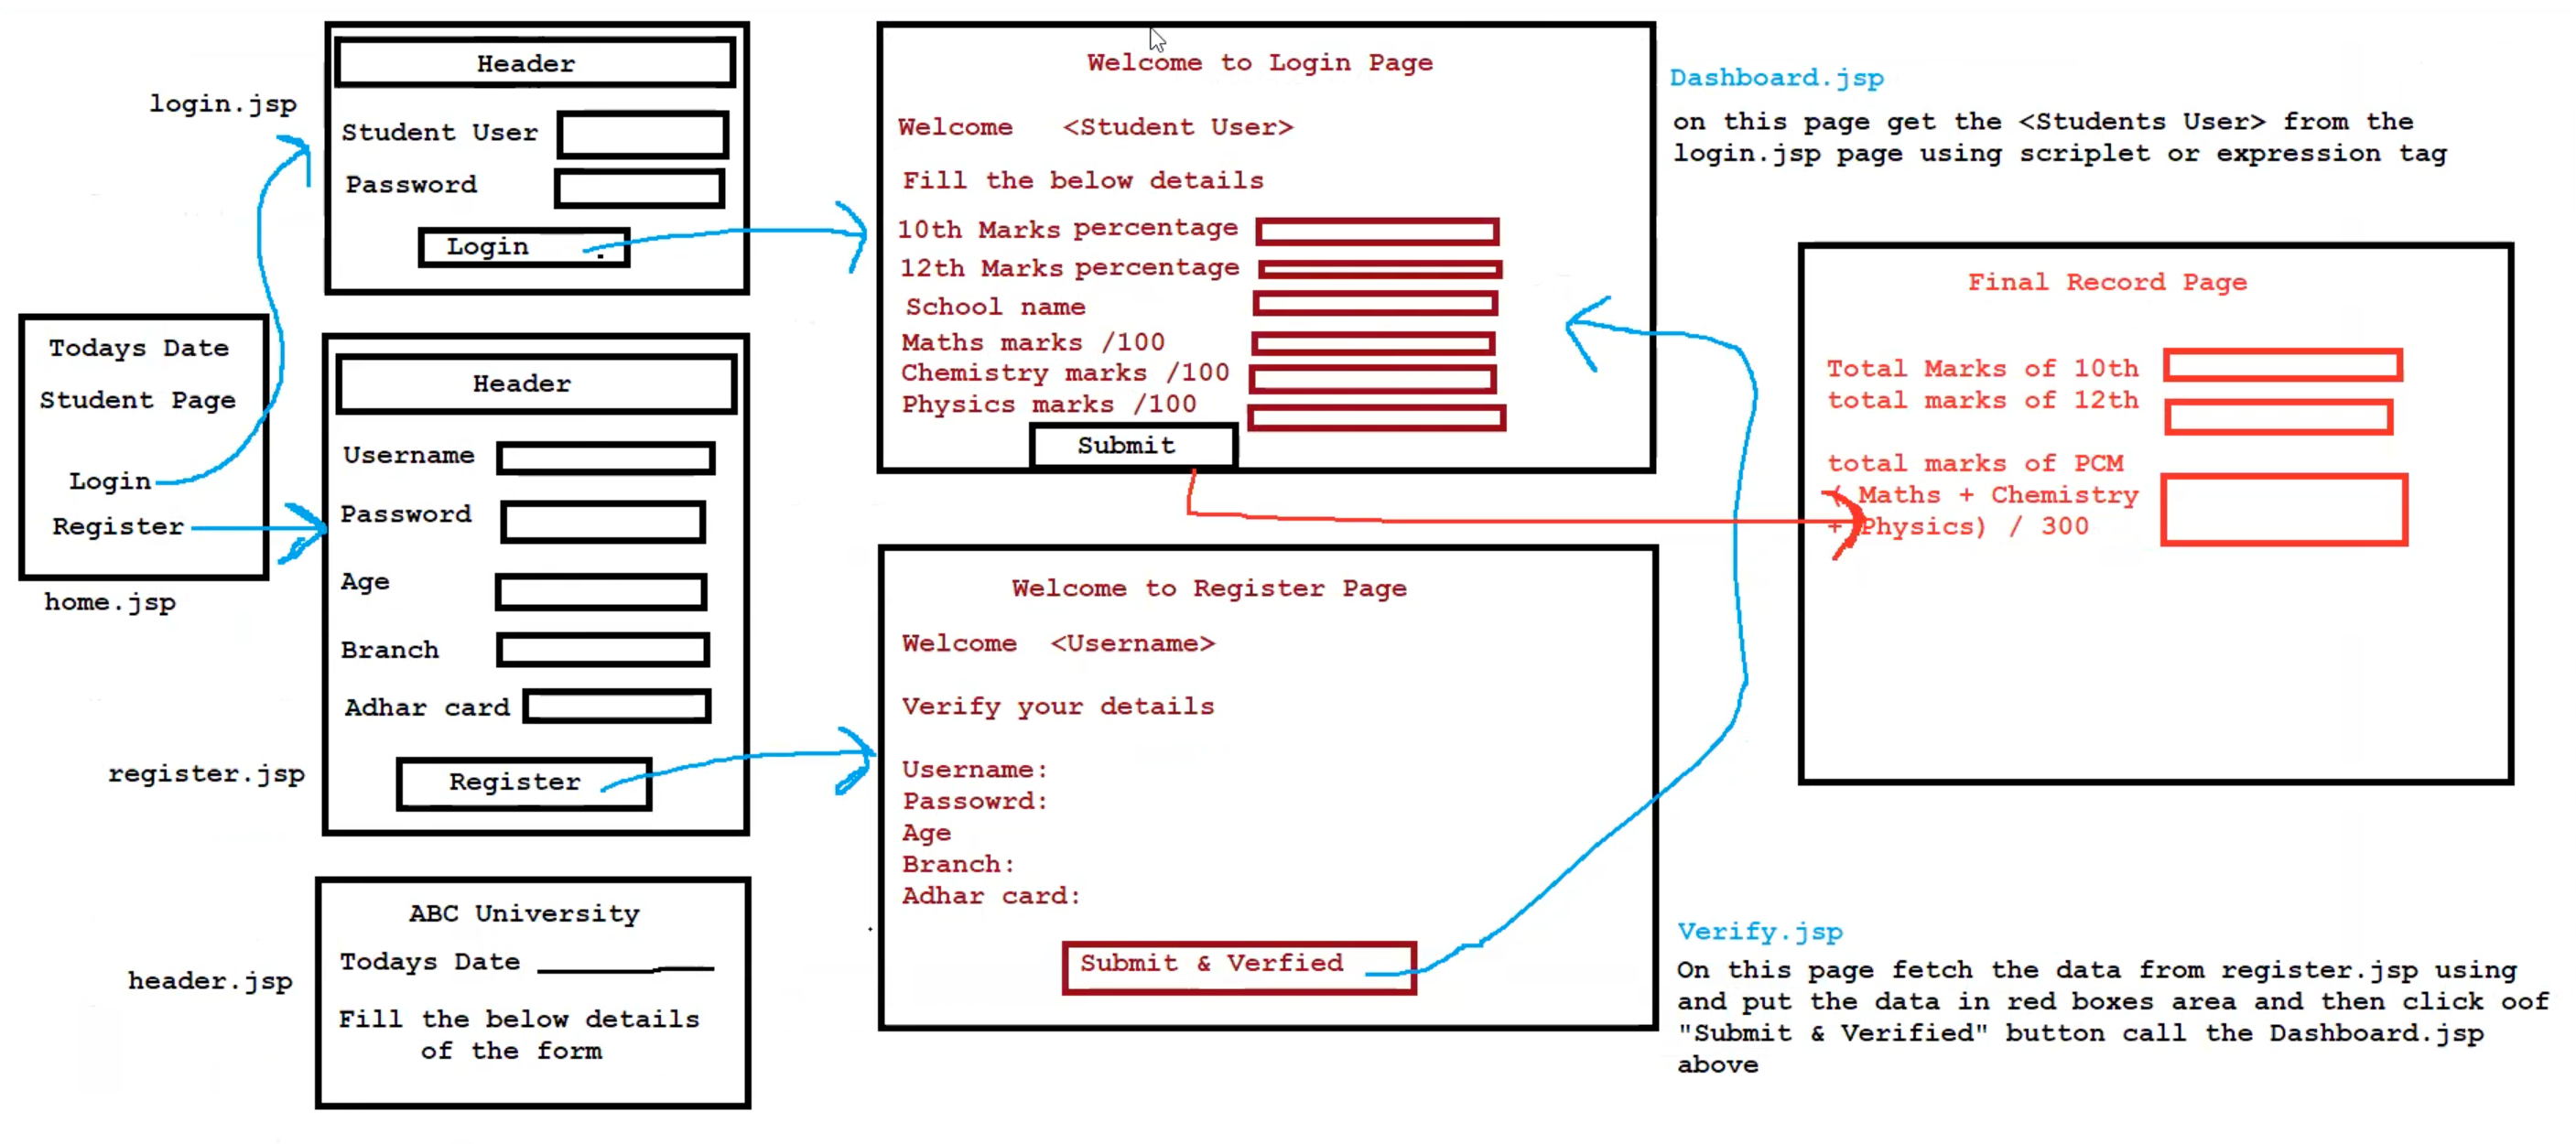 login.jsp
Header
Student User
Password
Login
Todays Date
Student Page
Login
Register
home.jsp
Header
Username
Password
Age
Branch
Adhar card
Register
register.jsp
ABC University
Todays Date
Fill the below details
of the form
header.jsp
Welcome to Login Page
Welcome <Student User>
Fill the below details
10th Marks percentage
12th Marks percentage
School name
Maths marks /100
Chemistry marks /100
Physics marks /100
Submit
Dashboard.jsp
on this page get the <Students User> from the
login.jsp page using scriplet or expression tag
Welcome to Register Page
Welcome <Username>
Verify your details
Username:
Passowrd:
Age
Branch:
Adhar card:
Submit & Verfied
Verify.jsp
On this page fetch the data from register.jsp using
and put the data in red boxes area and then click oof
"Submit & Verified" button call the Dashboard.jsp
above
Final Record Page
Total Marks of 10th
total marks of 12th
total marks of PCM
( Maths + Chemistry
+ Physics) / 300